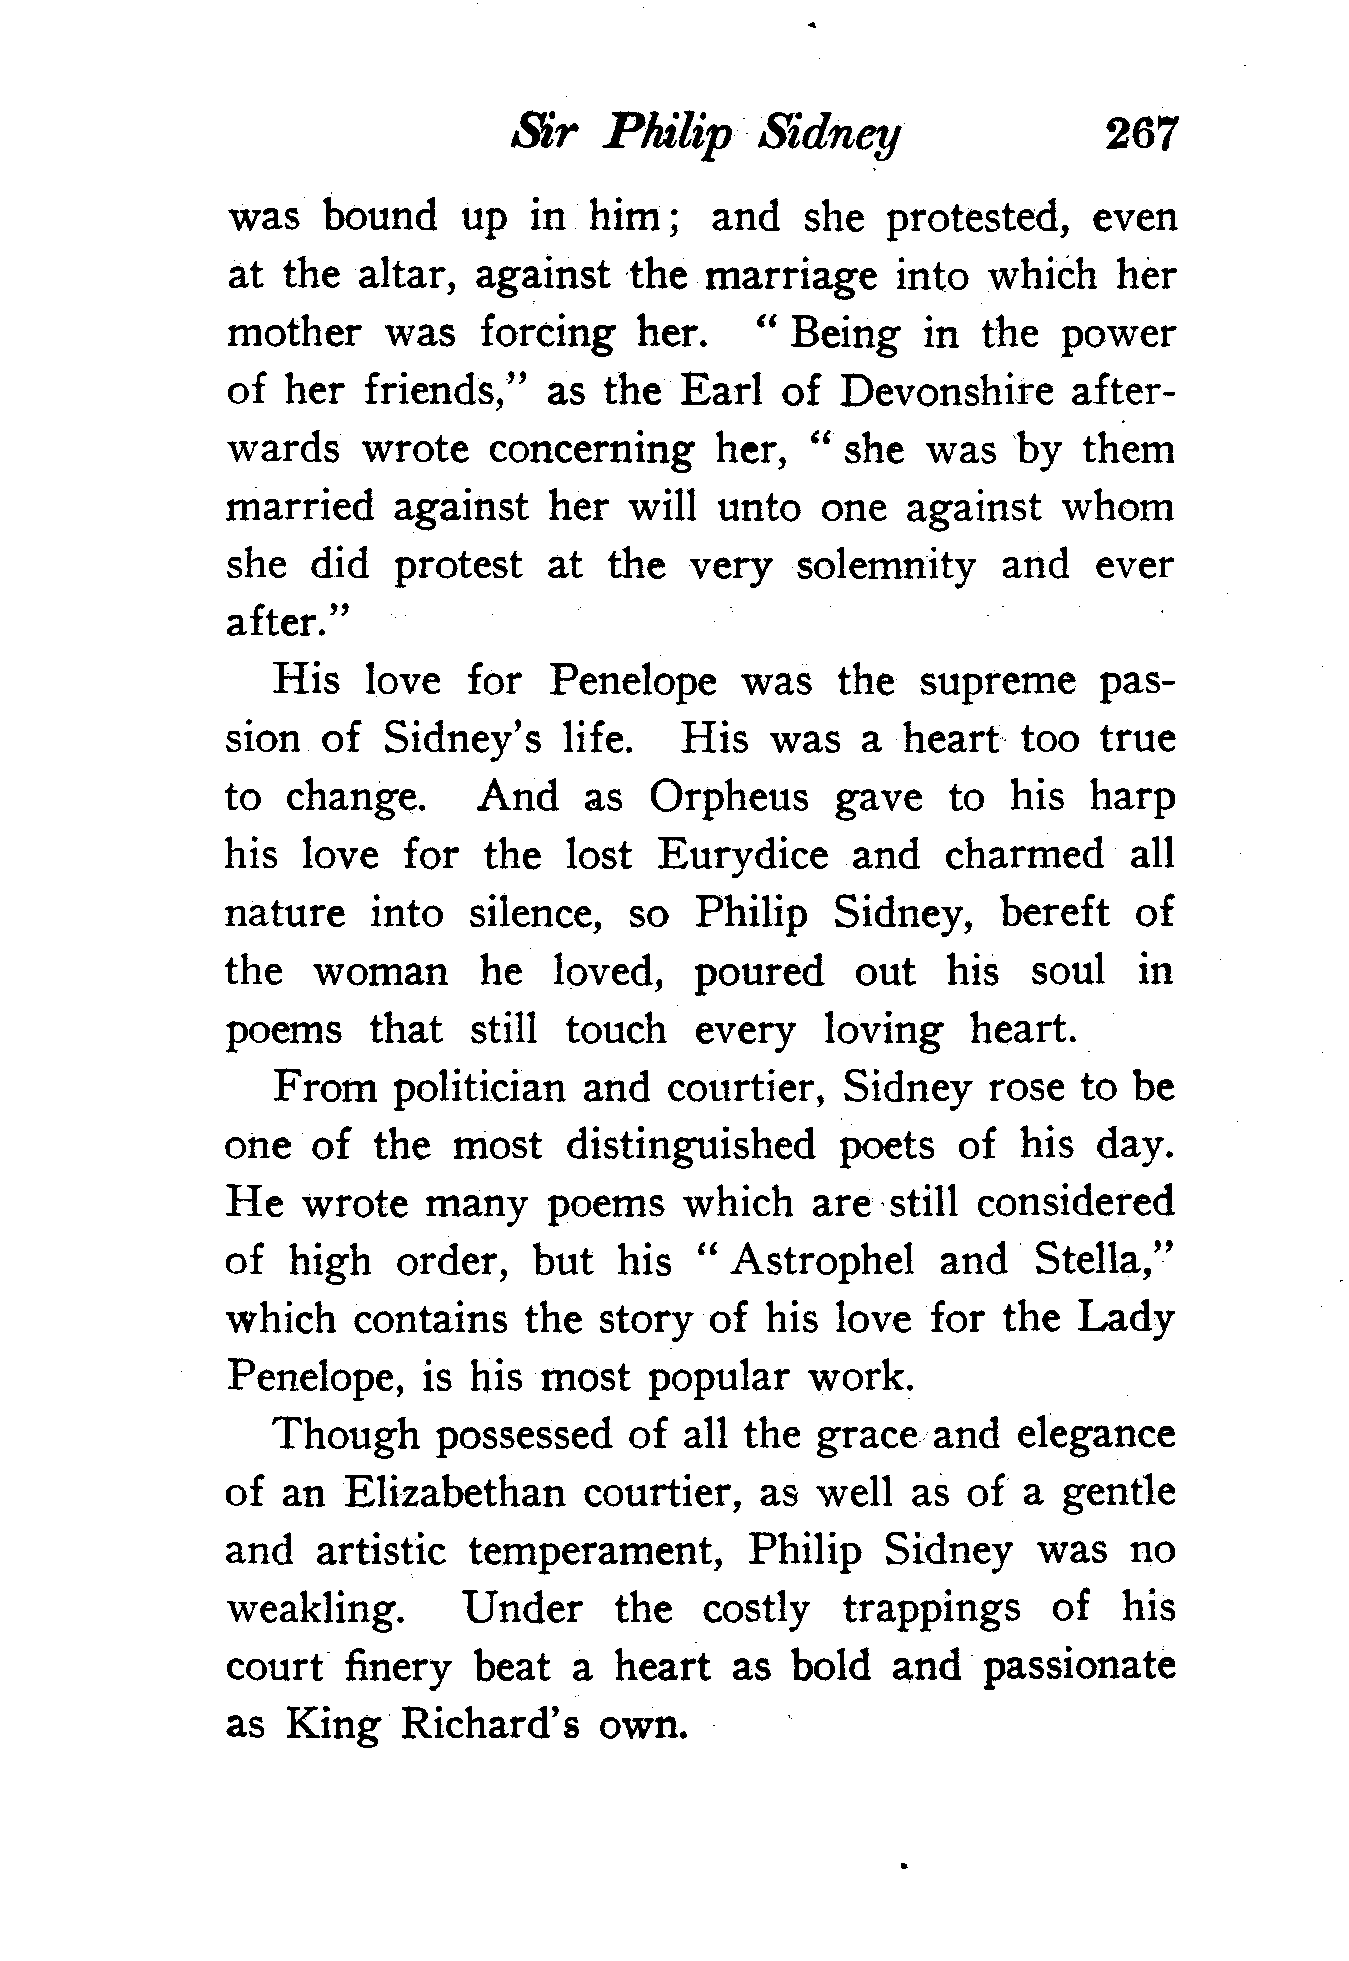 Sir Philip Sidney 267
was bound up in him; and she protested, even
at the altar, against the marriage into which her
mother was forcing her. “ Being in the power
of her friends,” as the Earl of Devonshire after-
wards wrote concerning her, “ she was by them
married against her will unto one against whom
she did protest at the very solemnity and ever
after.”
His love for Penelope was the supreme pas-
sion of Sidney’s life. His was a heart too true
to change. And as Orpheus gave to his harp
his love for the lost Eurydice and charmed all
nature into silence, so Philip Sidney, bereft of
the woman he loved, poured out his soul in
poems that still touch every loving heart.
From politician and courtier, Sidney rose to be
one of the most distinguished poets of his day.
He wrote many poems which are still considered
of high order, but his “ Astrophel and Stella,”
which contains the story of his love for the Lady
Penelope, is his most popular work.
Though possessed of all the grace and elegance
of an Elizabethan courtier, as well as of a gentle
and artistic temperament, Philip Sidney was no
weakling. Under the costly trappings of his
court finery beat a heart as bold and passionate
as King Richard’s own.